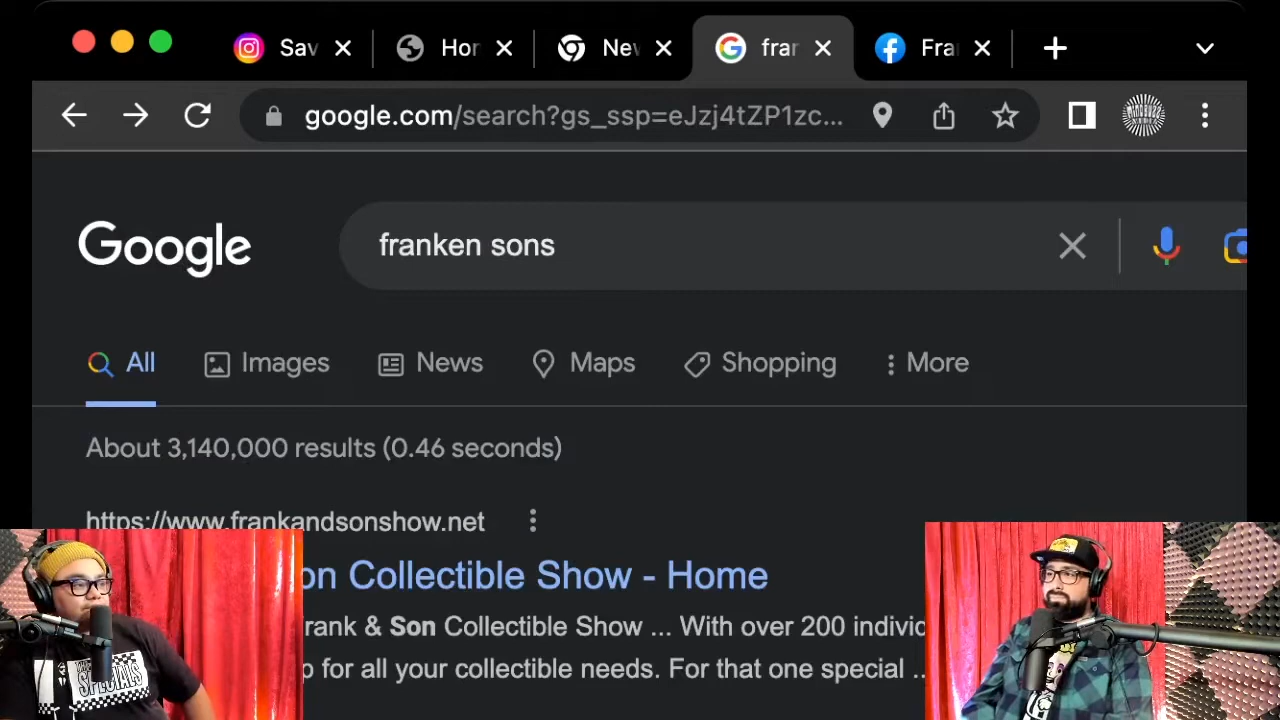 Sav
Hor
Nev
fra
Fra
google.com/search?gs_ssp=eJzj4tZP1zc...
Google
franken sons
All
Images
News
Maps
Shopping
More
About 3,140,000 results (0.46 seconds)
https://www.frankandsonshow.net
on Collectible Show - Home
rank & Son Collectible Show ... With over 200 individ
p for all your collectible needs. For that one special ...
SPECIALS